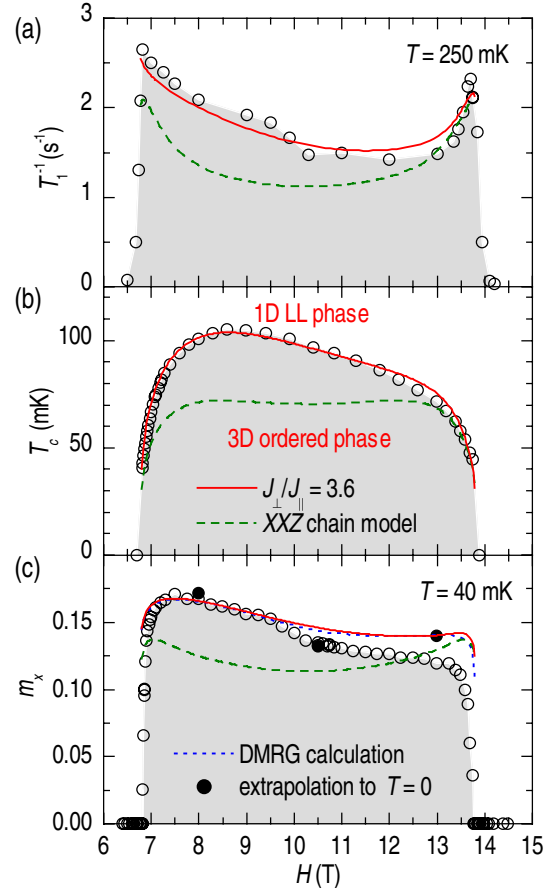 (a)
T = 250 mK
T₁⁻¹ (s⁻¹)
3
2
1
0
(b)
1D LL phase
T_c (mK)
100
50
0
3D ordered phase
J⊥/J∥ = 3.6
XXZ chain model
(c)
T = 40 mK
m_x
0.15
0.10
0.05
0.00
DMRG calculation
extrapolation to T = 0
6 7 8 9 10 11 12 13 14 15
H (T)